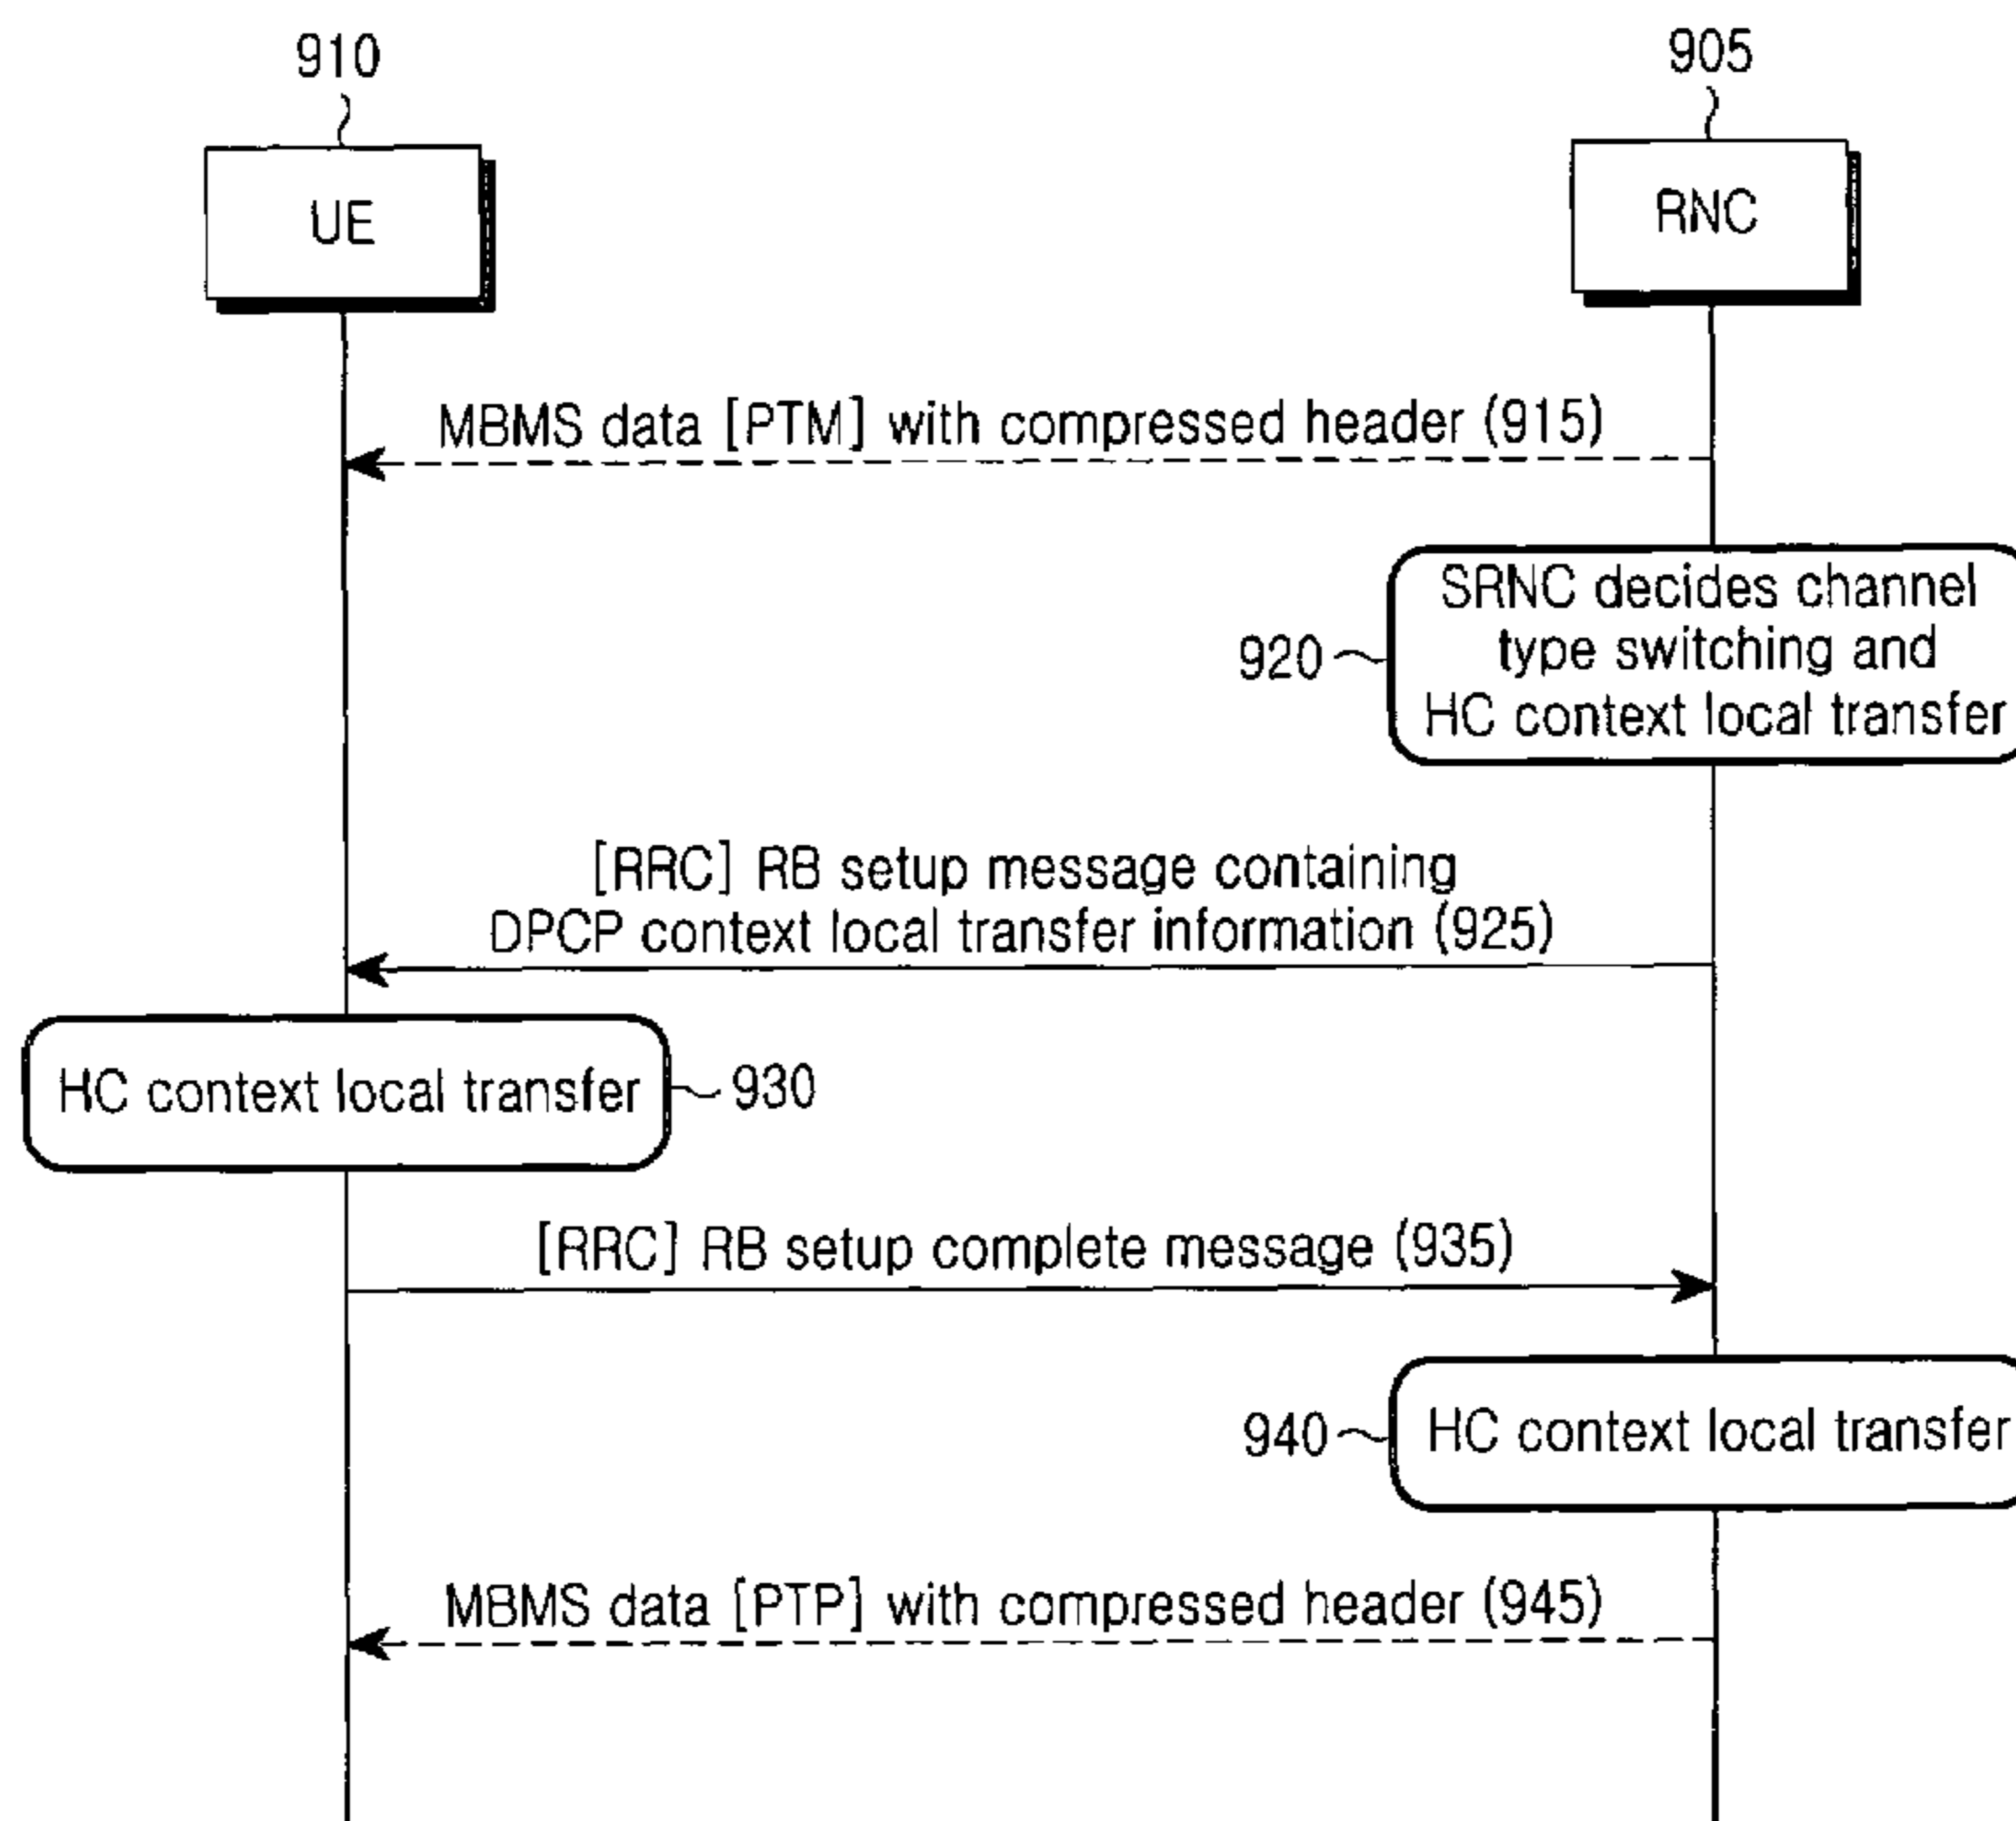 910
905
UE
RNC
MBMS data [PTM] with compressed header (915)
SRNC decides channel
type switching and
HC context local transfer
920
[RRC] RB setup message containing
DPCP context local transfer information (925)
HC context local transfer
930
[RRC] RB setup complete message (935)
940
HC context local transfer
MBMS data [PTP] with compressed header (945)